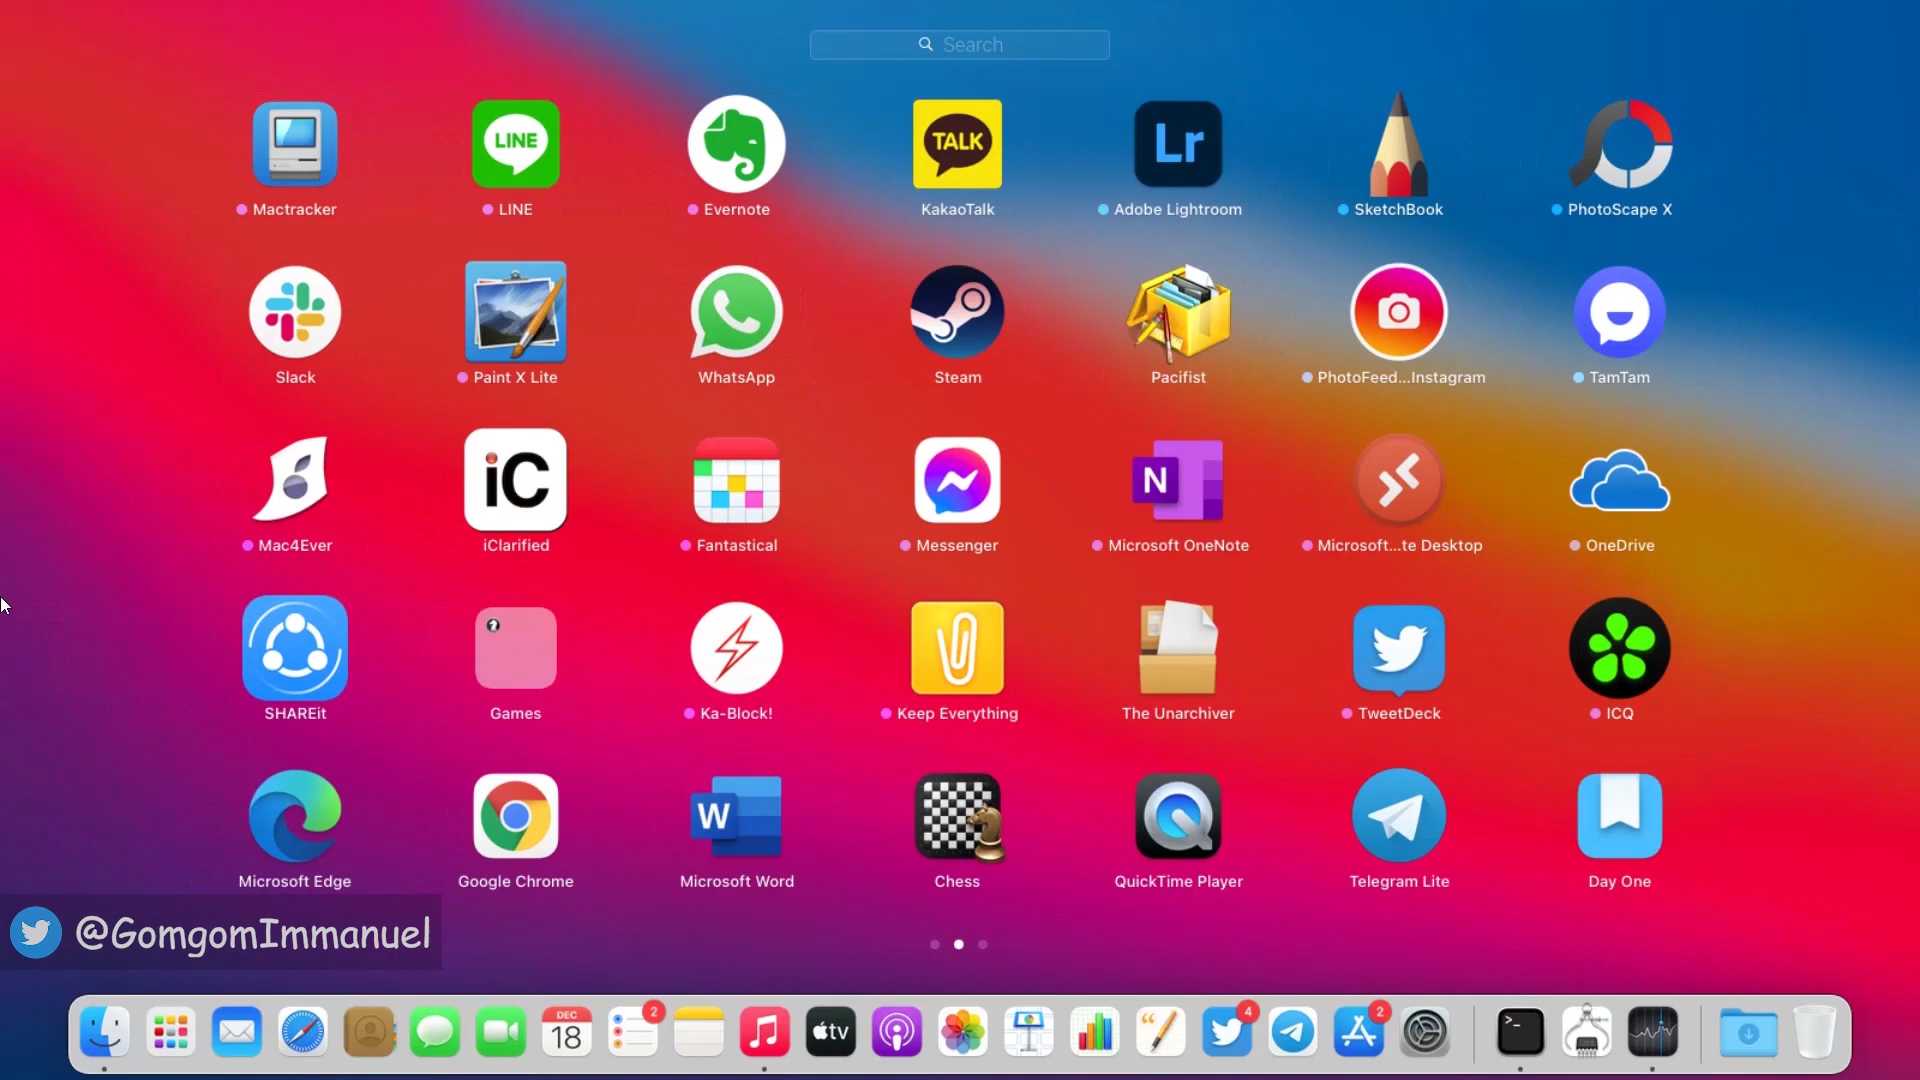 Search
LINE
TALK
Lr
Mactracker
LINE
Evernote
KakaoTalk
Adobe Lightroom
SketchBook
PhotoScape X
Slack
Paint X Lite
WhatsApp
Steam
Pacifist
PhotoFeed...Instagram
TamTam
iC
N
Mac4Ever
iClarified
Fantastical
Messenger
Microsoft OneNote
Microsoft...te Desktop
OneDrive
SHAREit
Games
Ka-Block!
Keep Everything
The Unarchiver
TweetDeck
ICQ
W
Microsoft Edge
Google Chrome
Microsoft Word
Chess
QuickTime Player
Telegram Lite
Day One
@GomgomImmanuel
DEC
18
2
tv
4
2
>_